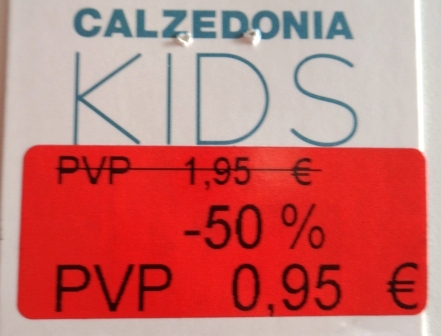 CALZEDONIA
KIDS
PVP 1,95 €
-50 %
PVP 0,95 €